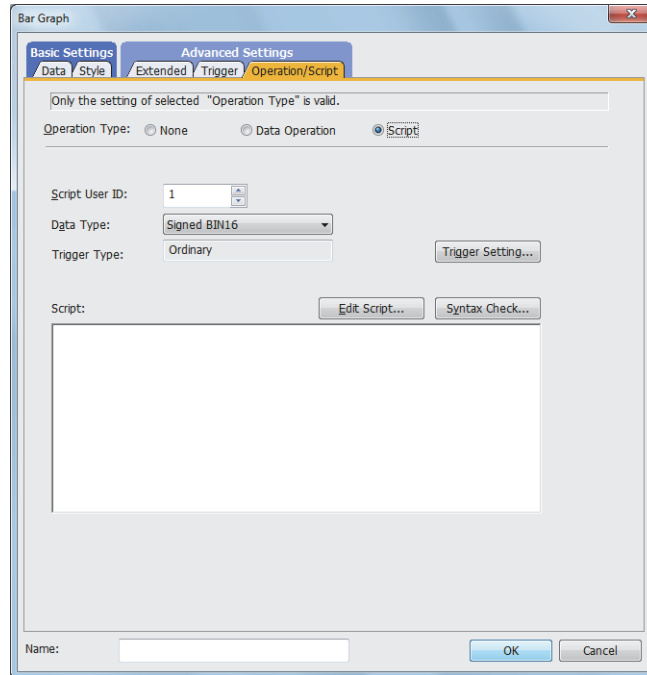 Bar Graph
x
Basic Settings Advanced Settings
Data Style Extended Trigger Operation/Script
Only the setting of selected "Operation Type" is valid.
Operation Type: None Data Operation Script
Script User ID: 1
Data Type: Signed BIN16
Trigger Type: Ordinary Trigger Setting...
Script: Edit Script... Syntax Check...
Name: OK Cancel